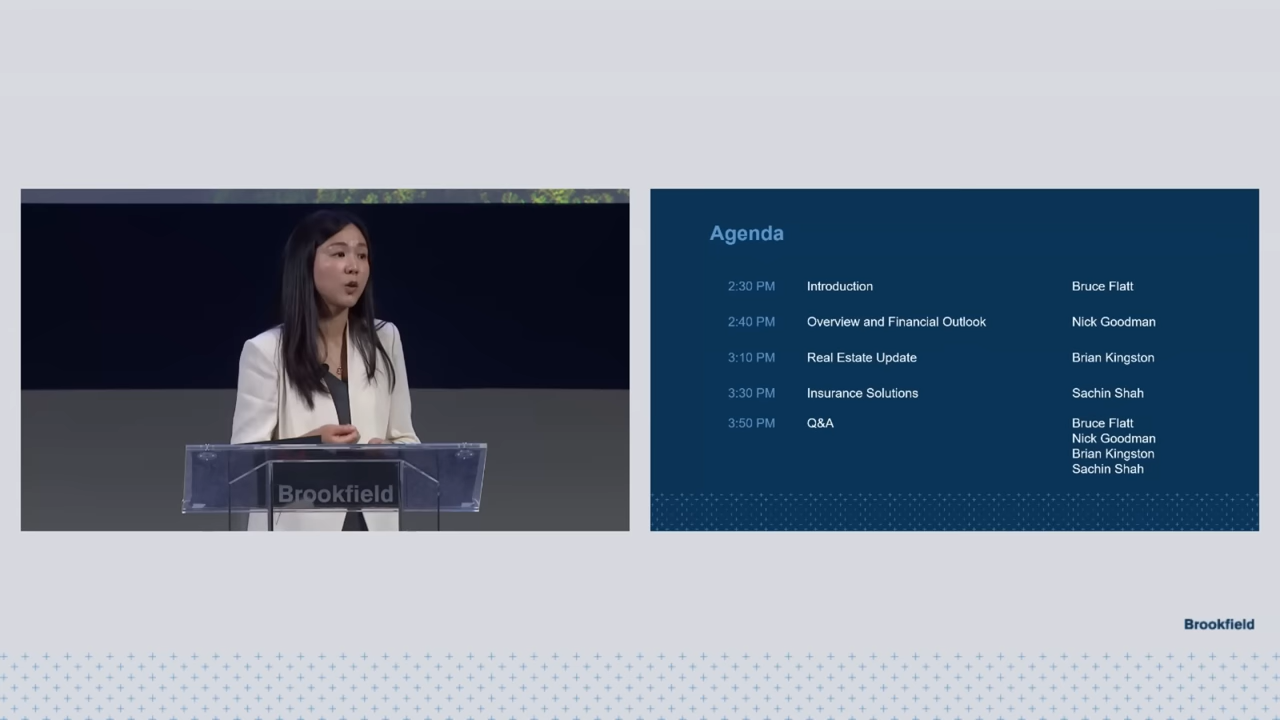 Brookfield
Agenda
2:30 PM Introduction Bruce Flatt
2:40 PM Overview and Financial Outlook Nick Goodman
3:10 PM Real Estate Update Brian Kingston
3:30 PM Insurance Solutions Sachin Shah
3:50 PM Q&A Bruce Flatt
Nick Goodman
Brian Kingston
Sachin Shah
Brookfield